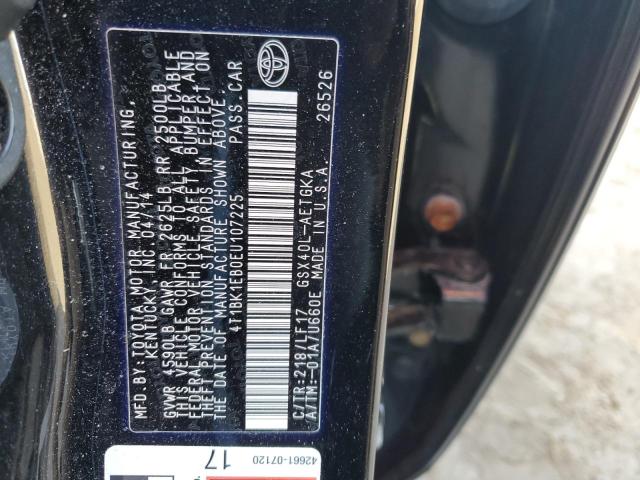 MFD.BY:TOYOTA MOTOR MANUFACTURING,
KENTUCKY, INC. 04/14
GVWR 4590LB GAWR FR 2625LB RR 2500LB
THIS VEHICLE CONFORMS TO ALL APPLICABLE
FEDERAL MOTOR VEHICLE SAFETY, BUMPER, AND
THEFT PREVENTION STANDARDS IN EFFECT ON
THE DATE OF MANUFACTURE SHOWN ABOVE.
4T1BK1EB0EU107225 PASS.CAR
C/TR:218/LF17 GSX40L-AETGKA
A/TM:-01A/U660E MADE IN U.S.A.
26526
17
42661-07120